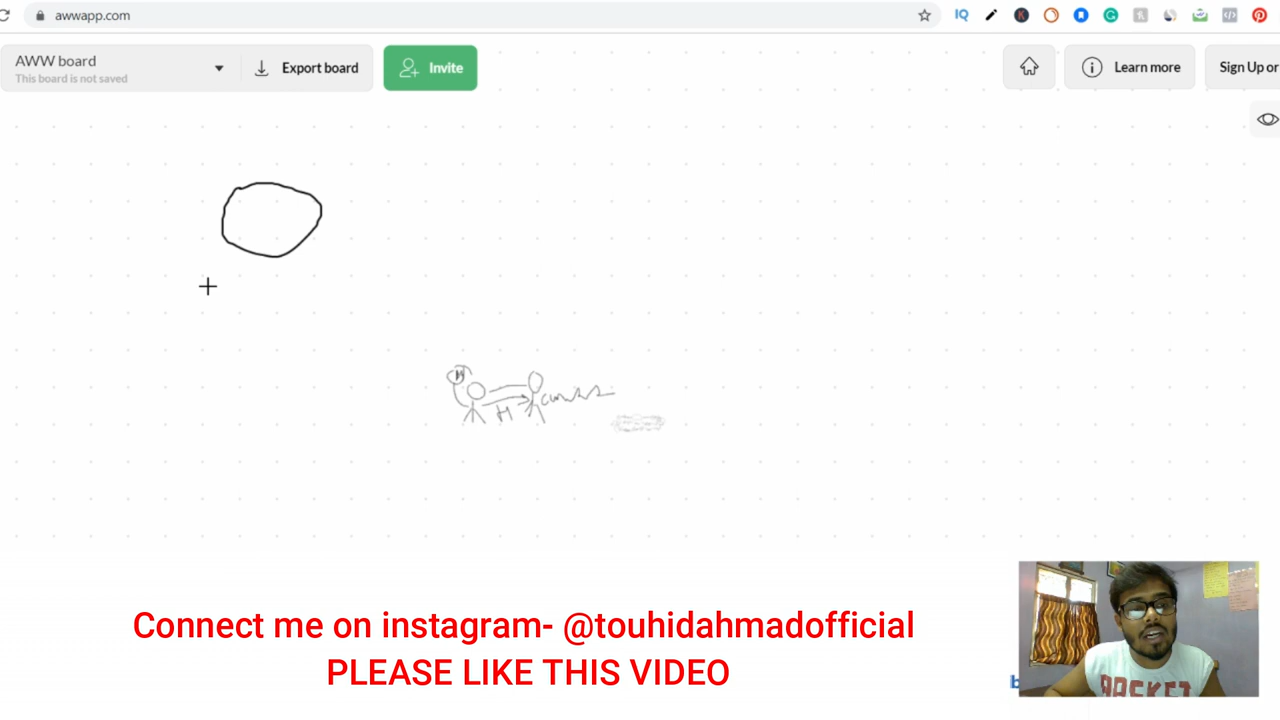 awwapp.com
IQ
K
AWW board
This board is not saved
Export board
Invite
Learn more
Sign Up or
H
H
Connect me on instagram- @touhidahmadofficial
PLEASE LIKE THIS VIDEO
b